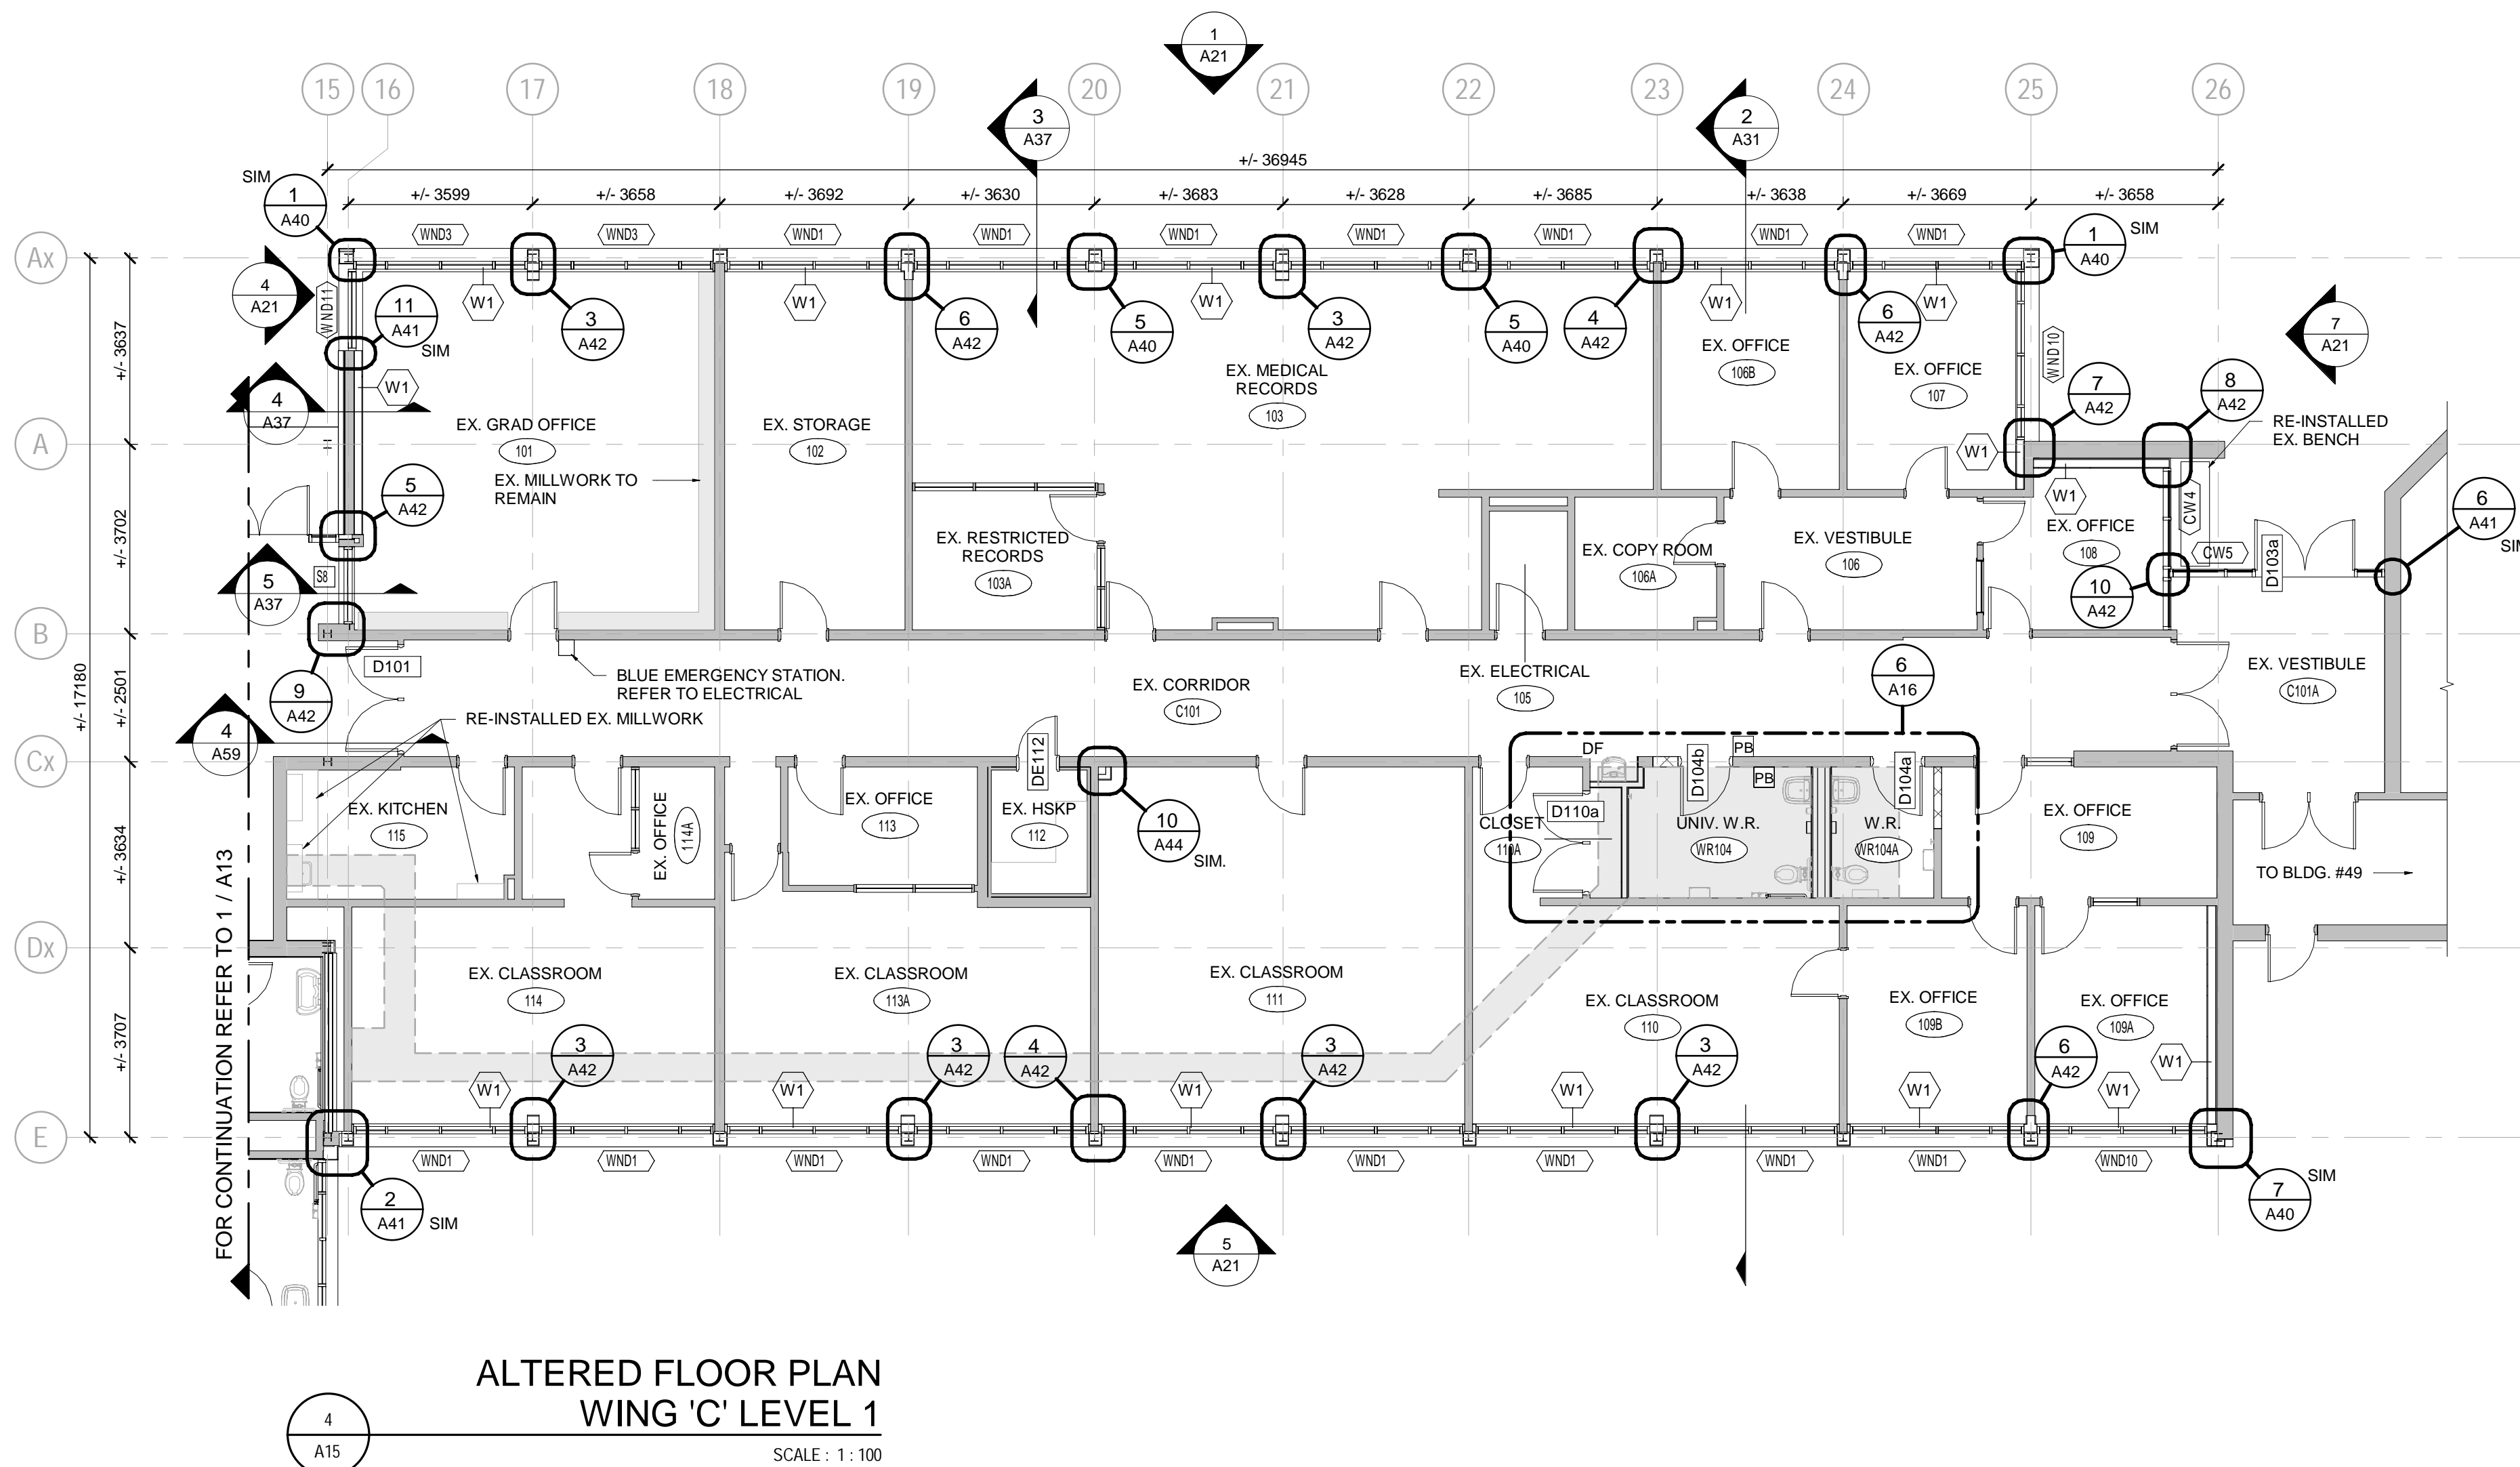 1
A21
15
16
17
18
19
20
21
22
23
24
25
26
3
A37
2
A31
+/- 36945
SIM
1
A40
+/- 3599
+/- 3658
+/- 3692
+/- 3630
+/- 3683
+/- 3628
+/- 3685
+/- 3638
+/- 3669
+/- 3658
WND3
WND3
WND1
WND1
WND1
WND1
WND1
WND1
WND1
1
A40
SIM
Ax
4
A21
WND11
11
A41
SIM
W1
W1
W1
W1
W1
3
A42
6
A42
5
A40
3
A42
5
A40
4
A42
6
A42
WND10
7
A21
+/- 3637
4
A37
W1
EX. GRAD OFFICE
101
EX. STORAGE
102
EX. MEDICAL
RECORDS
103
EX. OFFICE
106B
EX. OFFICE
107
7
A42
8
A42
RE-INSTALLED
EX. BENCH
A
W1
W1
EX. MILLWORK TO
REMAIN
5
A42
CW4
6
A41
SIM
+/- 3702
EX. RESTRICTED
RECORDS
103A
EX. COPY ROOM
106A
EX. VESTIBULE
106
EX. OFFICE
108
CW5
D103a
10
A42
S8
5
A37
B
D101
9
A42
BLUE EMERGENCY STATION.
REFER TO ELECTRICAL
EX. CORRIDOR
C101
EX. ELECTRICAL
105
6
A16
EX. VESTIBULE
C101A
+/- 17180
+/- 2501
RE-INSTALLED EX. MILLWORK
4
A59
Cx
DE112
DF
D104b
PB
PB
D104a
EX. KITCHEN
115
EX. OFFICE
114A
EX. OFFICE
113
EX. HSKP
112
10
A44
SIM.
D110a
CLOSET
110A
UNIV. W.R.
WR104
W.R.
WR104A
EX. OFFICE
109
TO BLDG. #49
+/- 3634
FOR CONTINUATION REFER TO 1 / A13
Dx
EX. CLASSROOM
114
EX. CLASSROOM
113A
EX. CLASSROOM
111
EX. CLASSROOM
110
EX. OFFICE
109B
EX. OFFICE
109A
+/- 3707
3
A42
3
A42
4
A42
3
A42
3
A42
6
A42
W1
W1
W1
W1
W1
W1
W1
E
WND1
WND1
WND1
WND1
WND1
WND1
WND1
WND1
WND1
WND10
2
A41
SIM
5
A21
7
A40
SIM
ALTERED FLOOR PLAN
WING 'C' LEVEL 1
4
A15
SCALE : 1 : 100